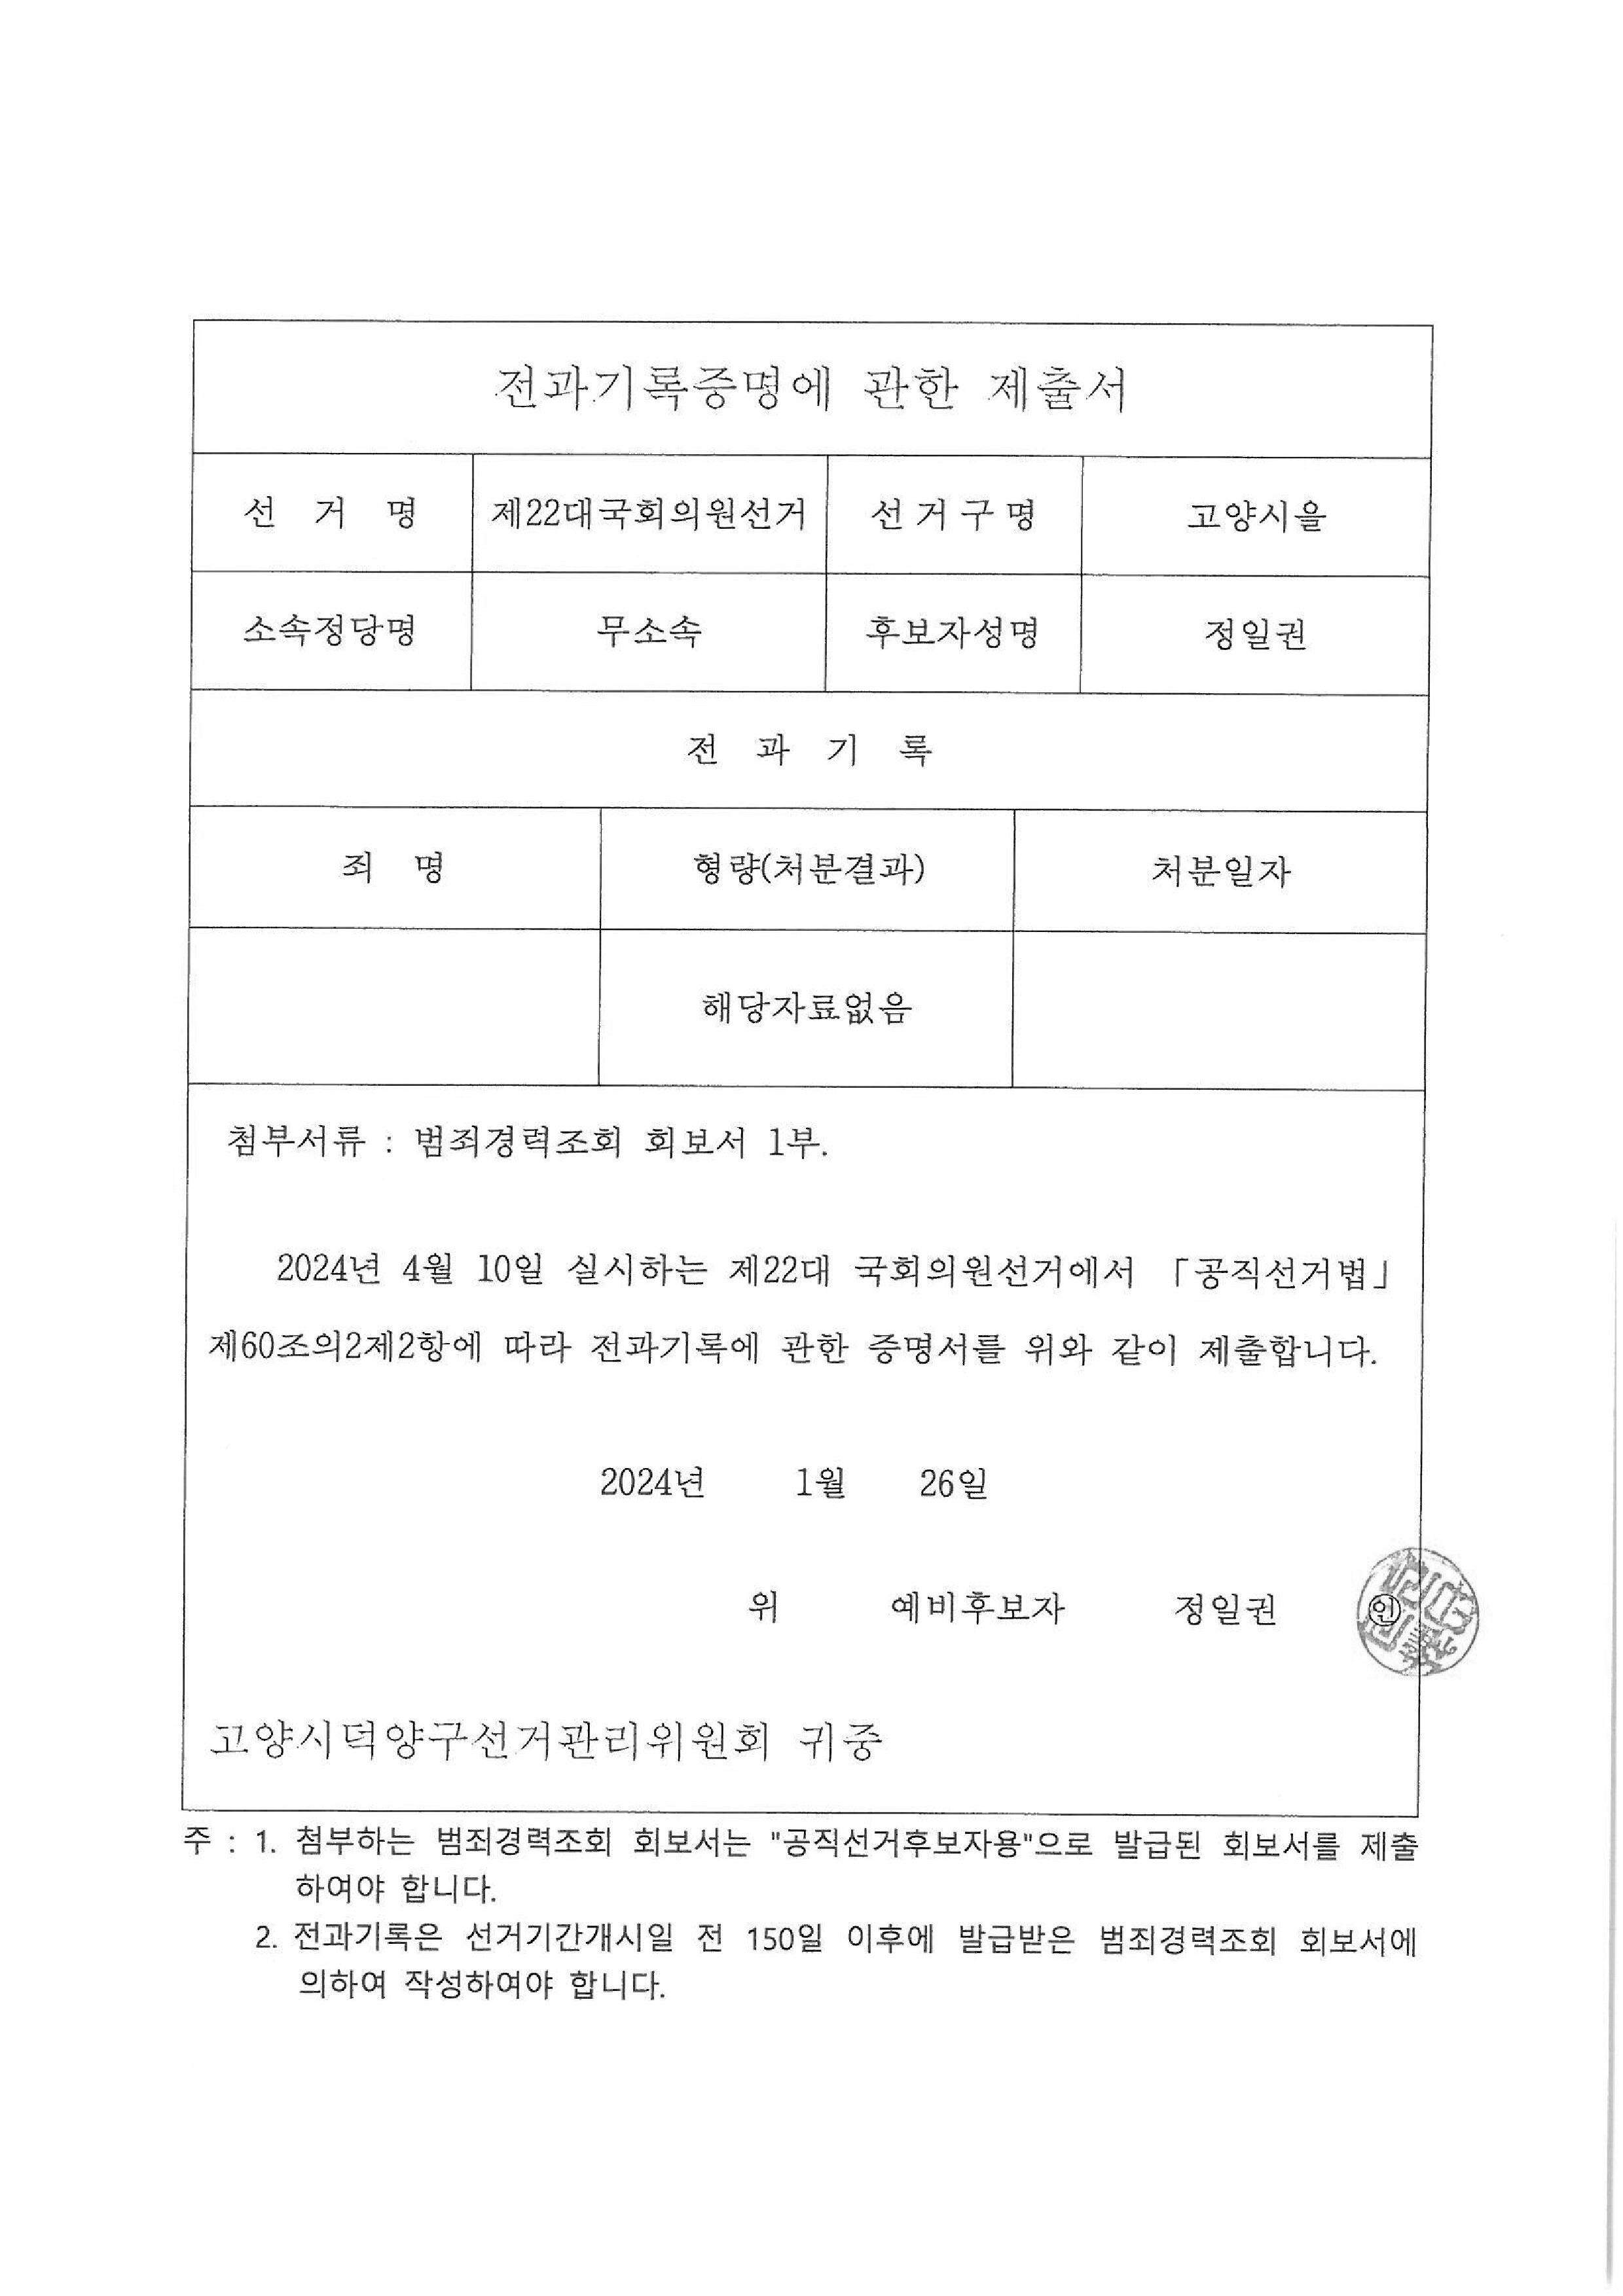 전과기록증명에 관한 제출서
선 거 명 제22대국회의원선거 선 거 구 명 고양시을
소속정당명 무소속 후보자성명 정일권
전 과 기 록
죄 명 형량(처분결과) 처분일자
해당자료없음
첨부서류 : 범죄경력조회 회보서 1부.
2024년 4월 10일 실시하는 제22대 국회의원선거에서 「공직선거법」
제60조의2제2항에 따라 전과기록에 관한 증명서를 위와 같이 제출합니다.
2024년 1월 26일
위 예비후보자 정일권 ㊞
고양시덕양구선거관리위원회 귀중
주 : 1. 첨부하는 범죄경력조회 회보서는 "공직선거후보자용"으로 발급된 회보서를 제출
하여야 합니다.
2. 전과기록은 선거기간개시일 전 150일 이후에 발급받은 범죄경력조회 회보서에
의하여 작성하여야 합니다.